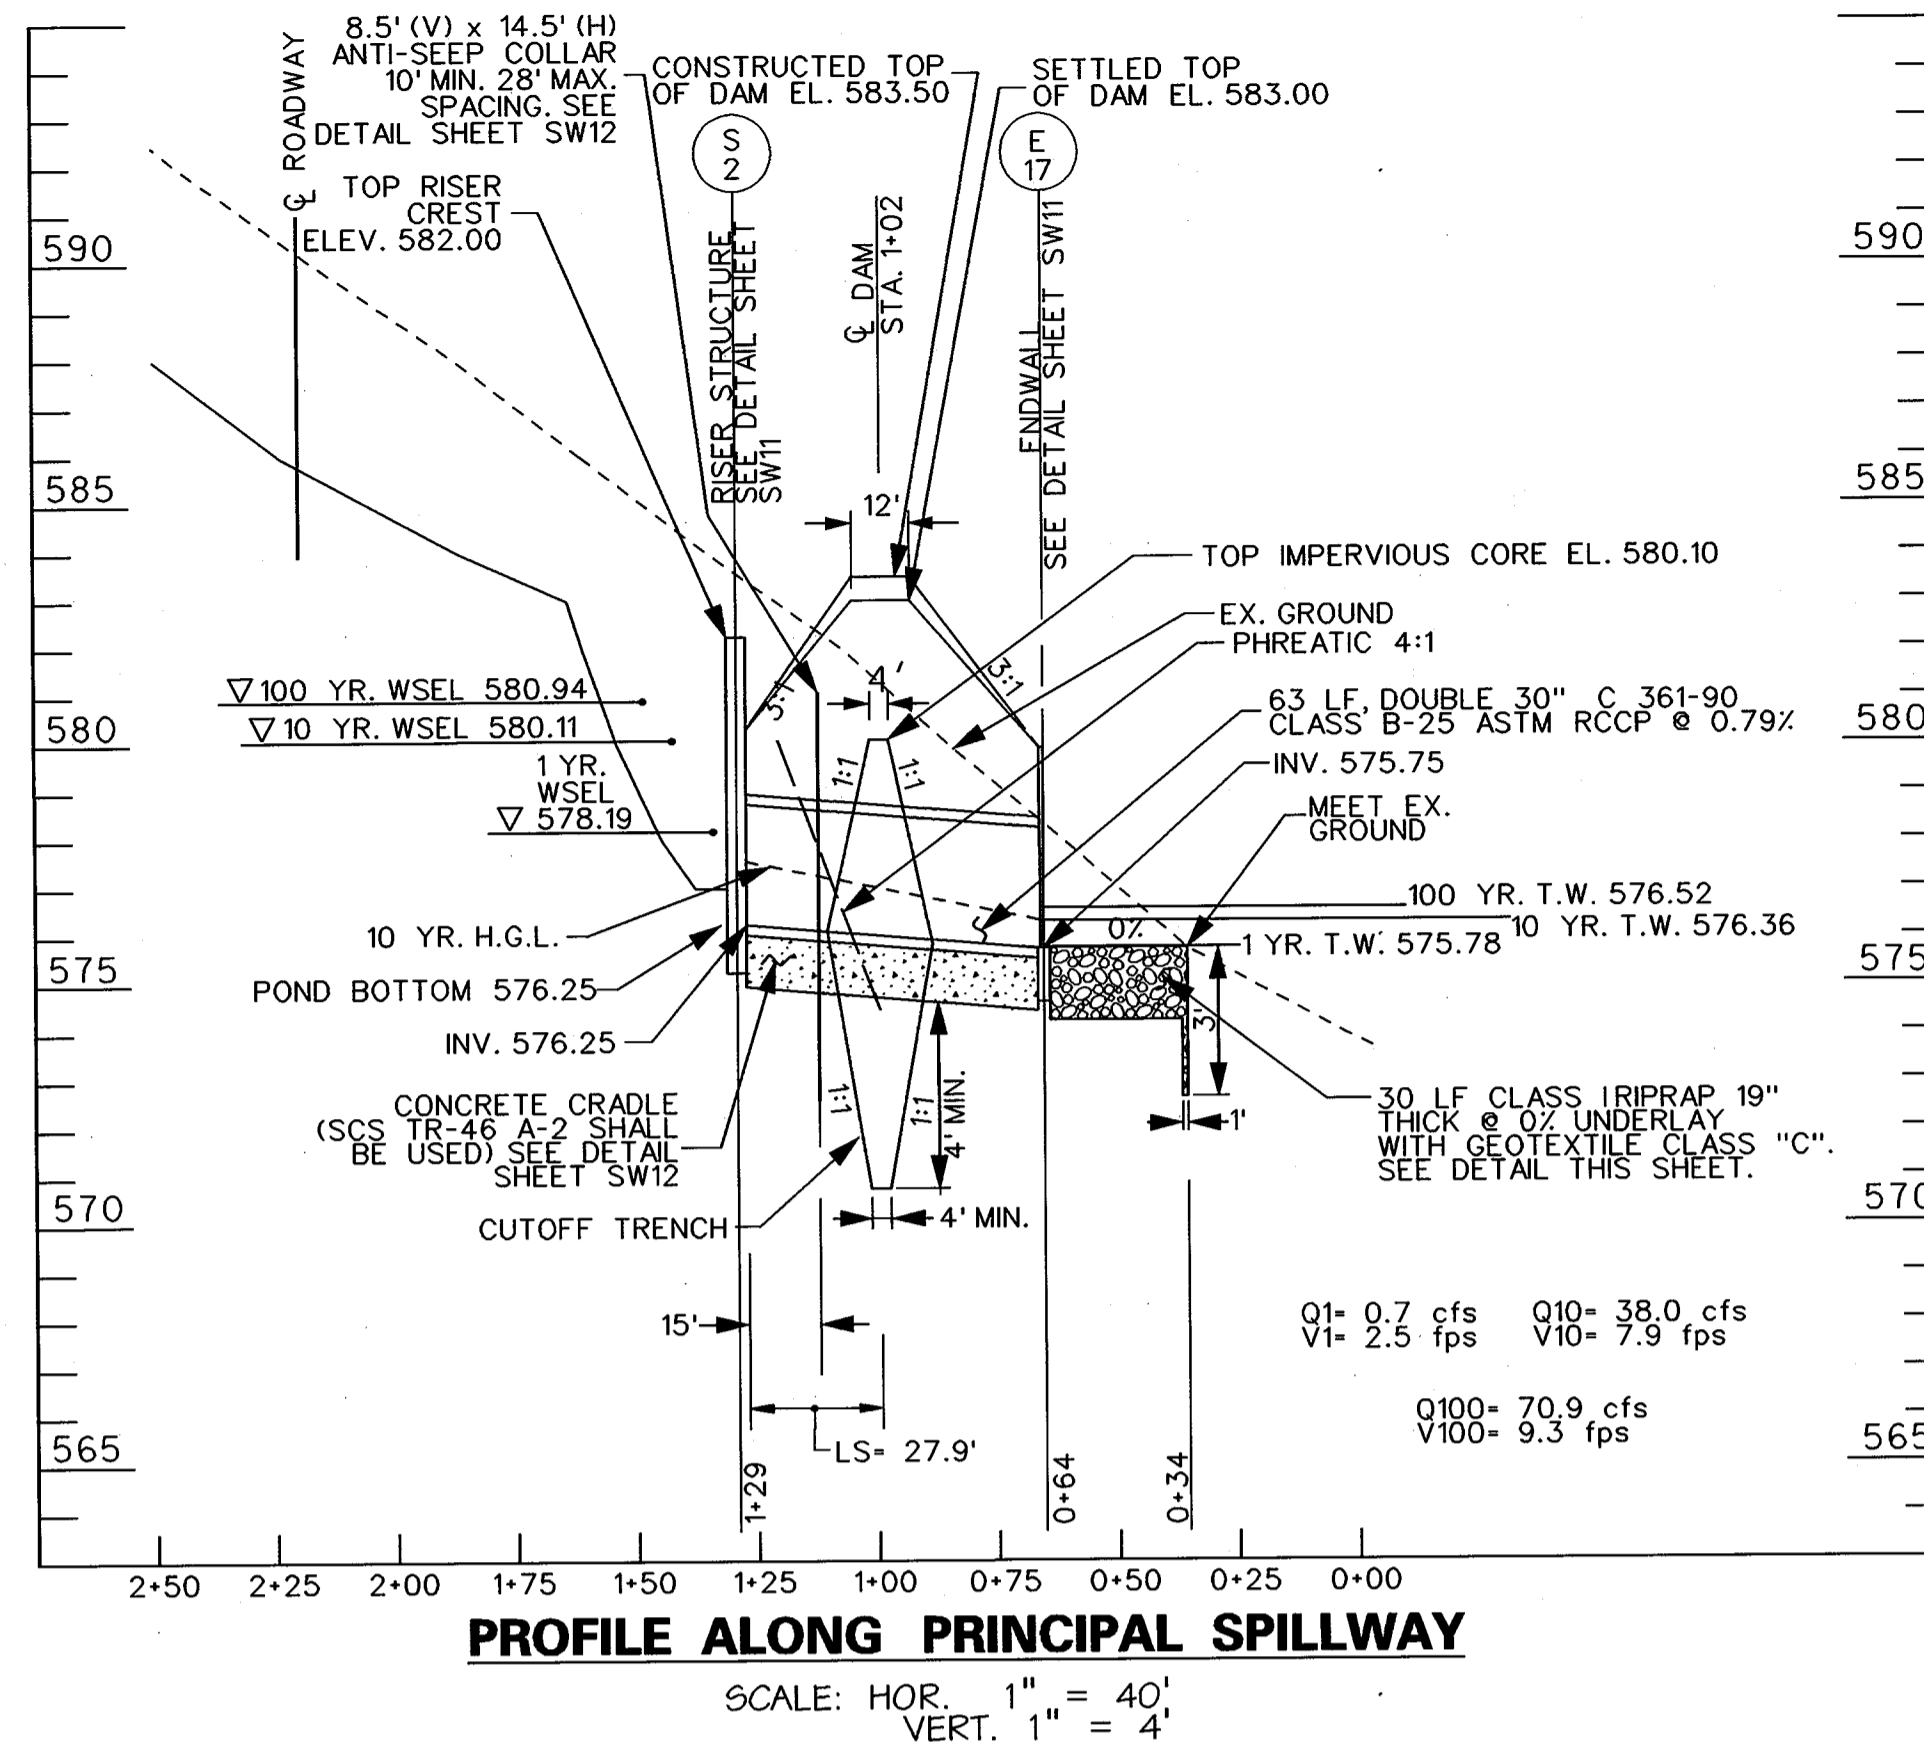 8.5' (V) x 14.5' (H)
ANTI-SEEP COLLAR
10' MIN. 28' MAX.
SPACING. SEE
DETAIL SHEET SW12
CONSTRUCTED TOP
OF DAM EL. 583.50
SETTLED TOP
OF DAM EL. 583.00
℄ ROADWAY
S
2
E
17
TOP RISER
CREST
ELEV. 582.00
RISER STRUCTURE
SEE DETAIL SHEET
SW11
℄ DAM
STA. 1+02
ENDWALL
SEE DETAIL SHEET SW11
590
590
585
585
12'
TOP IMPERVIOUS CORE EL. 580.10
EX. GROUND
PHREATIC 4:1
3:1
4'
3:1
63 LF, DOUBLE 30" C 361-90
CLASS B-25 ASTM RCCP @ 0.79%
100 YR. WSEL 580.94
10 YR. WSEL 580.11
580
580
1 YR.
WSEL
578.19
1:1
1:1
INV. 575.75
MEET EX.
GROUND
100 YR. T.W. 576.52
10 YR. T.W. 576.36
0%
1 YR. T.W. 575.78
10 YR. H.G.L.
575
575
POND BOTTOM 576.25
INV. 576.25
3'
CONCRETE CRADLE
(SCS TR-46 A-2 SHALL
BE USED) SEE DETAIL
SHEET SW12
1:1
1:1
4' MIN.
1'
30 LF CLASS I RIPRAP 19"
THICK @ 0% UNDERLAY
WITH GEOTEXTILE CLASS "C".
SEE DETAIL THIS SHEET.
570
570
CUTOFF TRENCH
4' MIN.
15'
Q1= 0.7 cfs
V1= 2.5 fps
Q10= 38.0 cfs
V10= 7.9 fps
Q100= 70.9 cfs
V100= 9.3 fps
LS= 27.9'
565
565
1+29
0+64
0+34
2+50 2+25 2+00 1+75 1+50 1+25 1+00 0+75 0+50 0+25 0+00
PROFILE ALONG PRINCIPAL SPILLWAY
SCALE: HOR. 1" = 40'
VERT. 1" = 4'